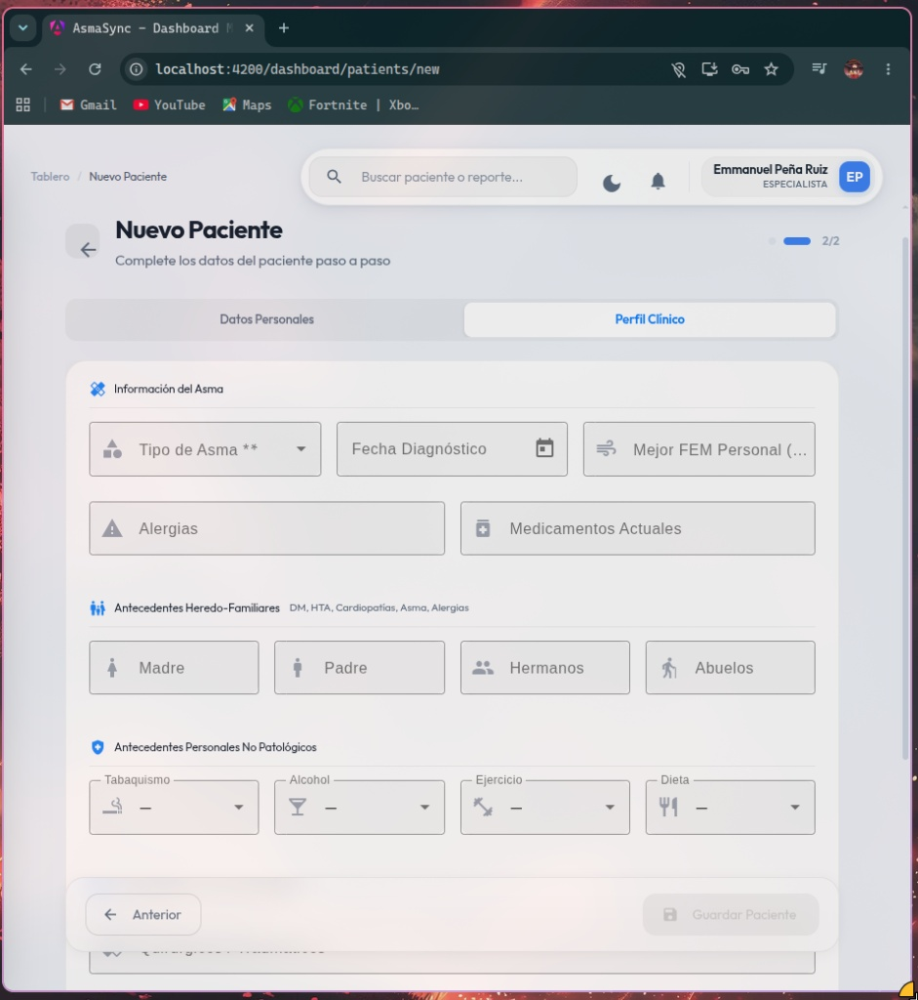 AsmaSync – Dashboard
localhost:4200/dashboard/patients/new
Gmail YouTube Maps Fortnite | Xbo…
Tablero / Nuevo Paciente
Buscar paciente o reporte...
Emmanuel Peña Ruiz
ESPECIALISTA
EP
Nuevo Paciente
Complete los datos del paciente paso a paso
2/2
Datos Personales Perfil Clínico
Información del Asma
Tipo de Asma ** Fecha Diagnóstico Mejor FEM Personal (...
Alergias Medicamentos Actuales
Antecedentes Heredo-Familiares DM, HTA, Cardiopatías, Asma, Alergias
Madre Padre Hermanos Abuelos
Antecedentes Personales No Patológicos
Tabaquismo Alcohol Ejercicio Dieta
— — — —
Anterior Guardar Paciente